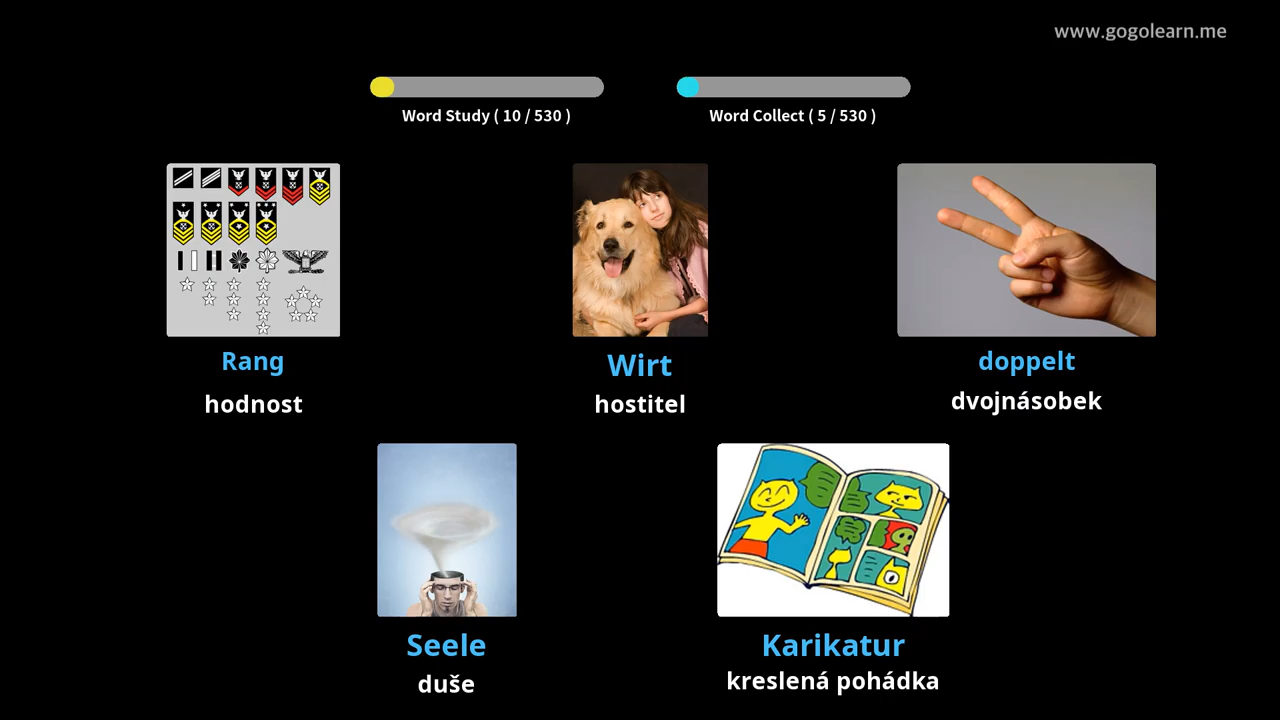 www.gogolearn.me
Word Study ( 10 / 530 )
Word Collect ( 5 / 530 )
Rang
hodnost
Wirt
hostitel
doppelt
dvojnásobek
Seele
duše
Karikatur
kreslená pohádka